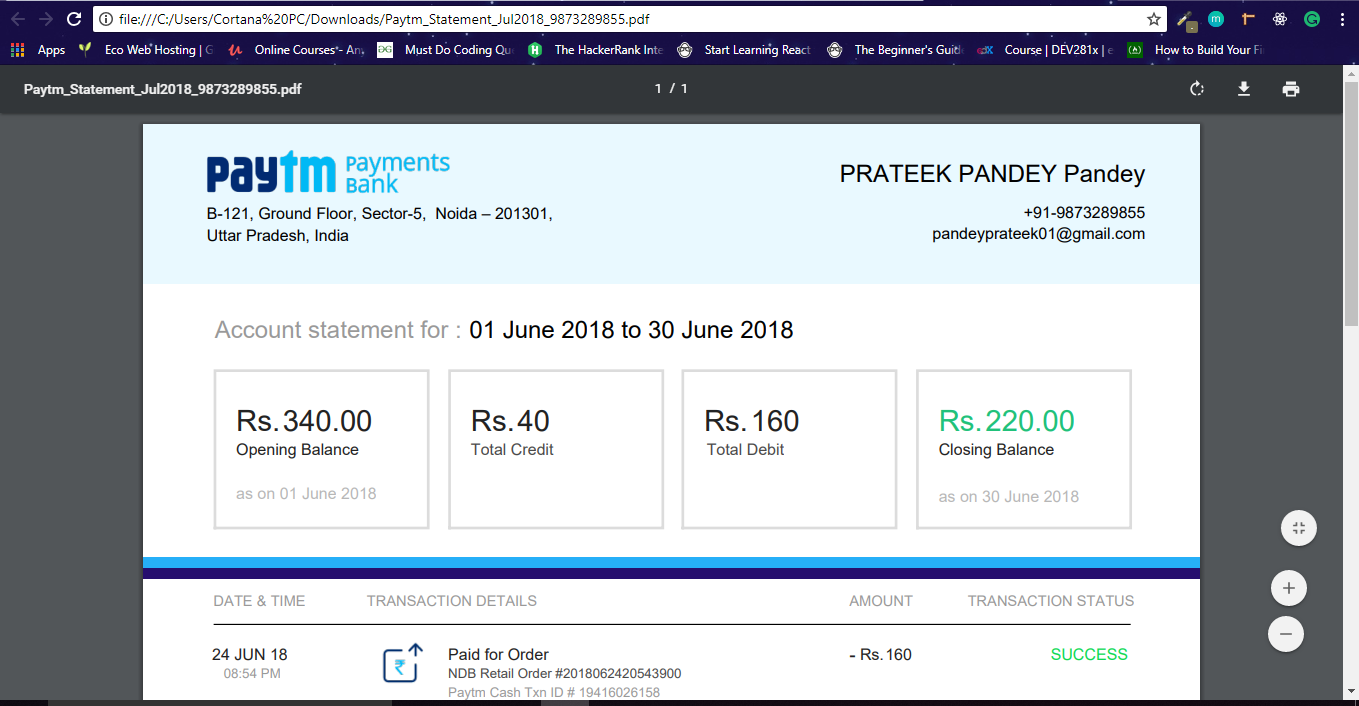 file:///C:/Users/Cortana%20PC/Downloads/Paytm_Statement_Jul2018_9873289855.pdf
Apps Eco Web Hosting | G Online Courses - An Must Do Coding Qu The HackerRank Inte Start Learning React The Beginner's Guid Course | DEV281x | e How to Build Your Fi
Paytm_Statement_Jul2018_9873289855.pdf 1 / 1
paytm Payments Bank
PRATEEK PANDEY Pandey
B-121, Ground Floor, Sector-5, Noida – 201301,
+91-9873289855
Uttar Pradesh, India
pandeyprateek01@gmail.com
Account statement for : 01 June 2018 to 30 June 2018
Rs.340.00 Rs.40 Rs.160 Rs.220.00
Opening Balance Total Credit Total Debit Closing Balance
as on 01 June 2018 as on 30 June 2018
DATE & TIME TRANSACTION DETAILS AMOUNT TRANSACTION STATUS
24 JUN 18 Paid for Order - Rs.160 SUCCESS
08:54 PM NDB Retail Order #2018062420543900
Paytm Cash Txn ID # 19416026158